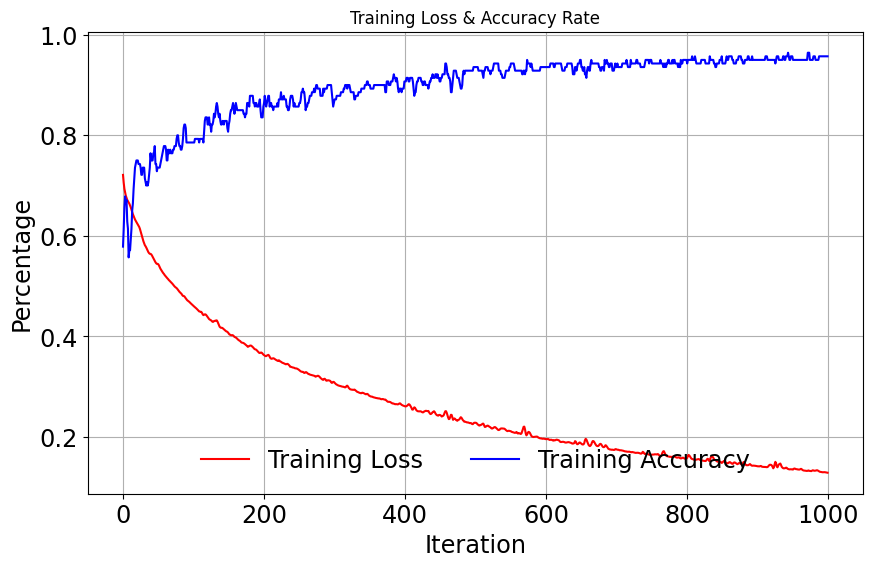 Training Loss & Accuracy Rate
1.0
0.8
0.6
0.4
0.2
Percentage
Training Loss Training Accuracy
0 200 400 600 800 1000
Iteration